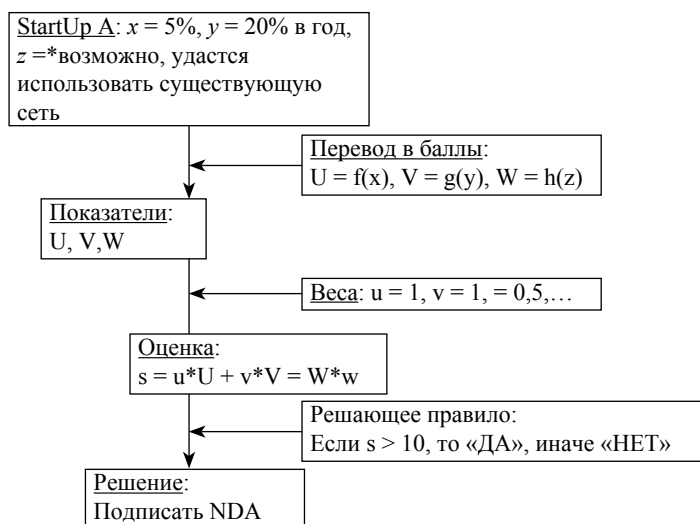 StartUp A: x = 5%, y = 20% в год,
z =*возможно, удастся
использовать существующую
сеть
Перевод в баллы:
U = f(x), V = g(y), W = h(z)
Показатели:
U, V,W
Веса: u = 1, v = 1, = 0,5,…
Оценка:
s = u*U + v*V = W*w
Решающее правило:
Если s > 10, то «ДА», иначе «НЕТ»
Решение:
Подписать NDA